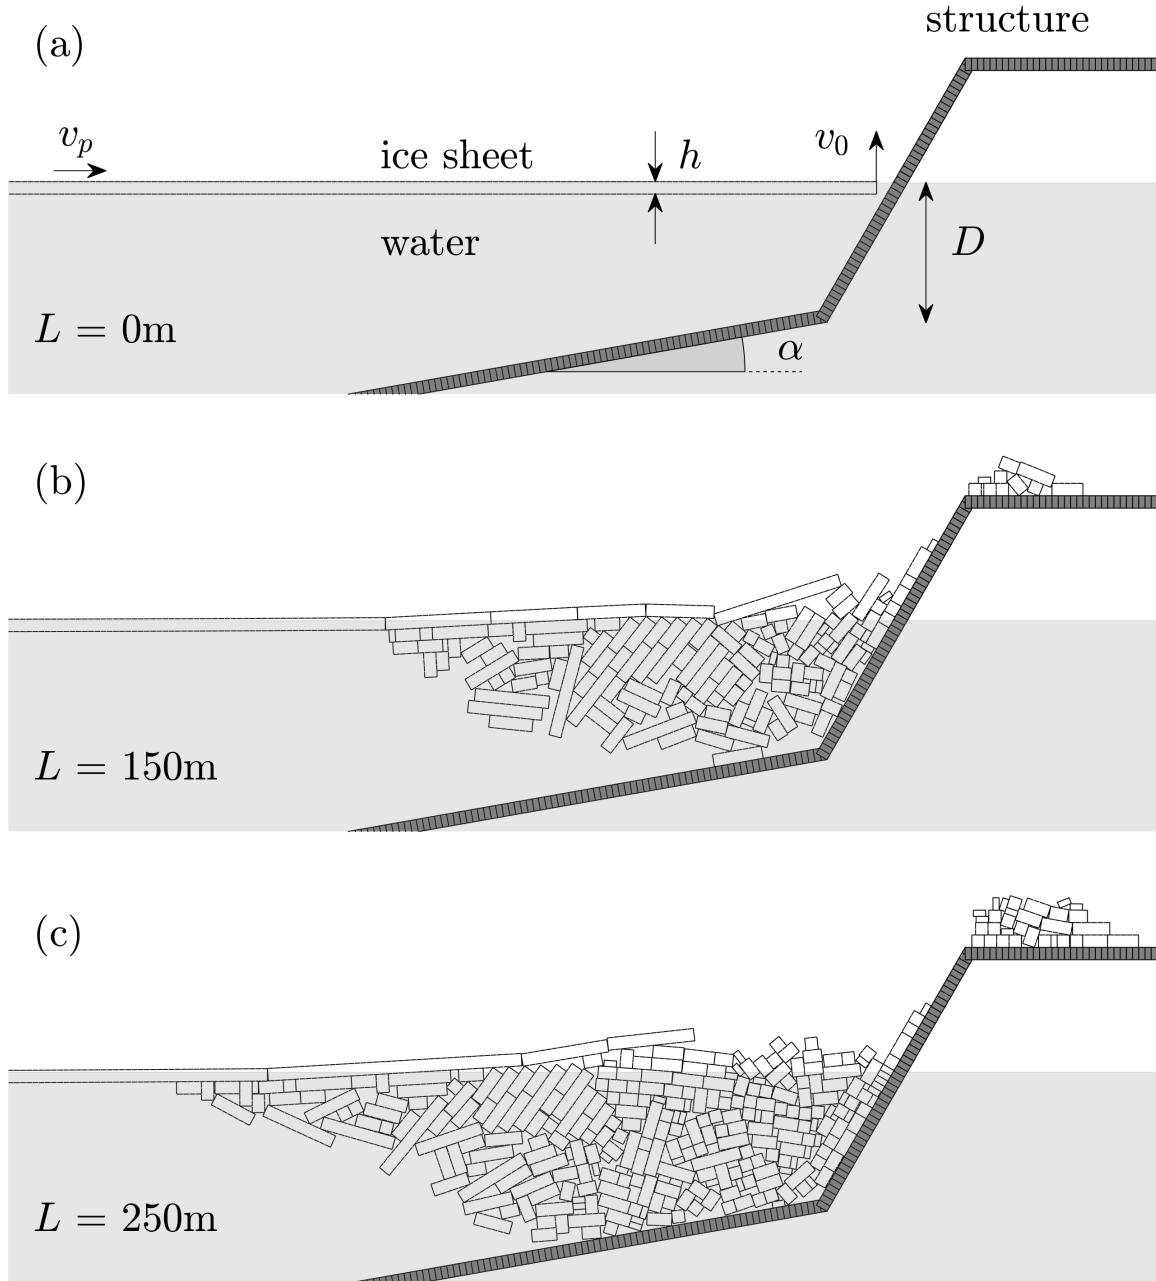 structure
(a)
v_p
ice sheet
h
v_0
water
D
L = 0m
α
(b)
L = 150m
(c)
L = 250m